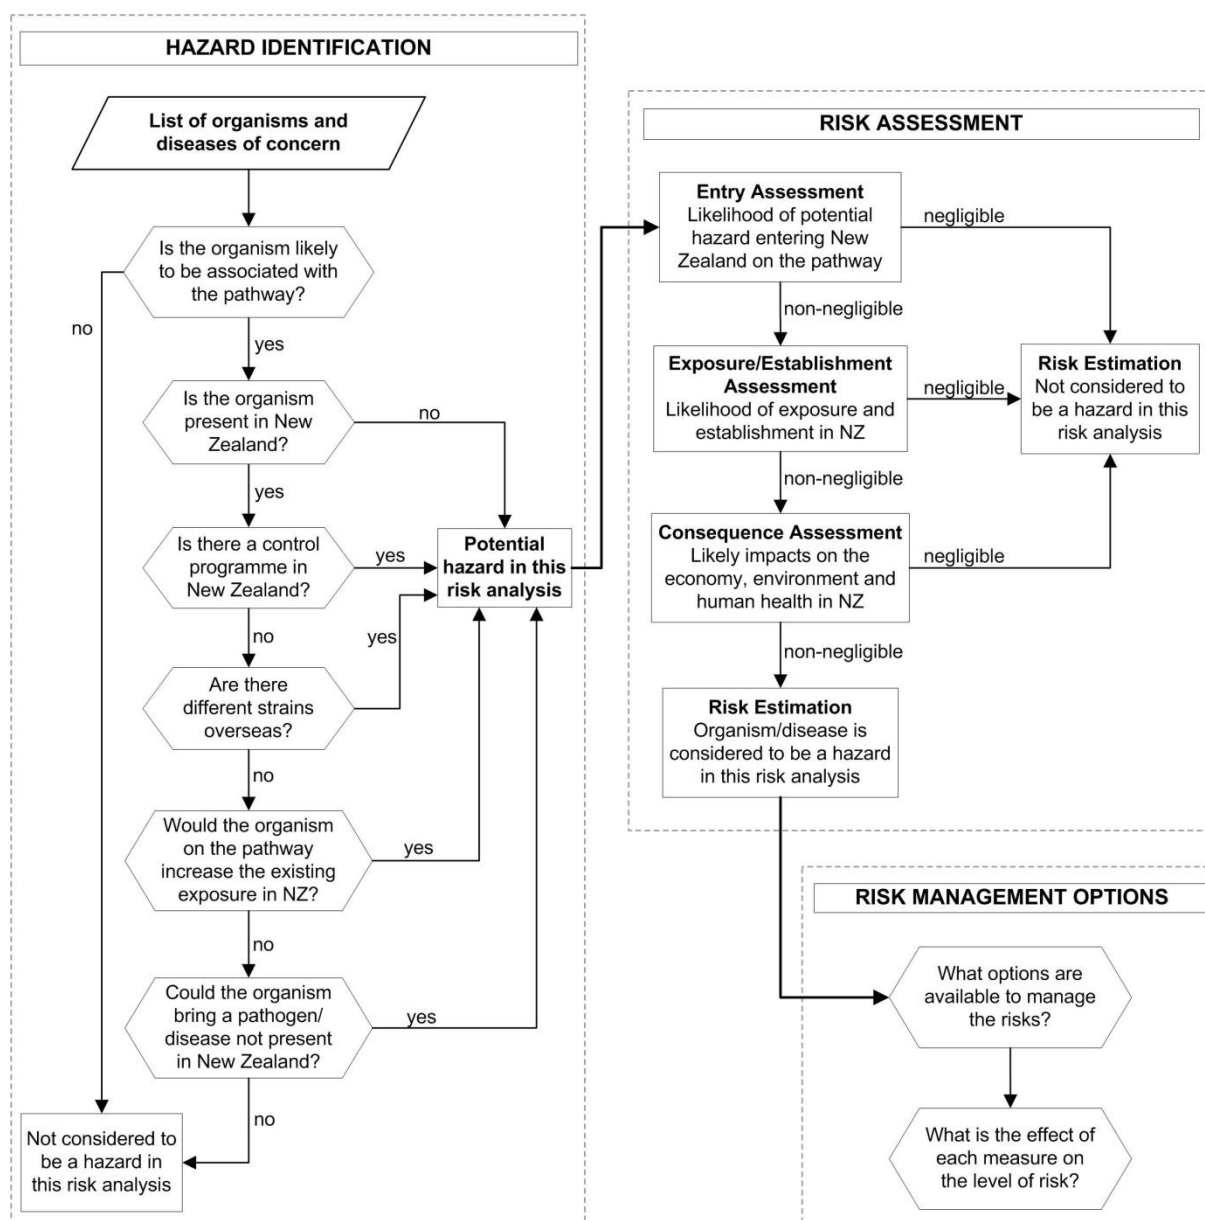 HAZARD IDENTIFICATION
List of organisms and
diseases of concern
Is the organism likely
to be associated with
the pathway?
no
yes
Is the organism
present in New
Zealand?
no
yes
Is there a control
programme in
New Zealand?
yes
no
Potential
hazard in this
risk analysis
Are there
different strains
overseas?
yes
no
Would the organism
on the pathway
increase the existing
exposure in NZ?
yes
no
Could the organism
bring a pathogen/
disease not present
in New Zealand?
yes
no
Not considered to
be a hazard in
this risk analysis
RISK ASSESSMENT
Entry Assessment
Likelihood of potential
hazard entering New
Zealand on the pathway
negligible
non-negligible
Exposure/Establishment
Assessment
Likelihood of exposure and
establishment in NZ
negligible
Risk Estimation
Not considered to
be a hazard in this
risk analysis
non-negligible
Consequence Assessment
Likely impacts on the
economy, environment and
human health in NZ
negligible
non-negligible
Risk Estimation
Organism/disease is
considered to be a hazard
in this risk analysis
RISK MANAGEMENT OPTIONS
What options are
available to manage
the risks?
What is the effect of
each measure on
the level of risk?